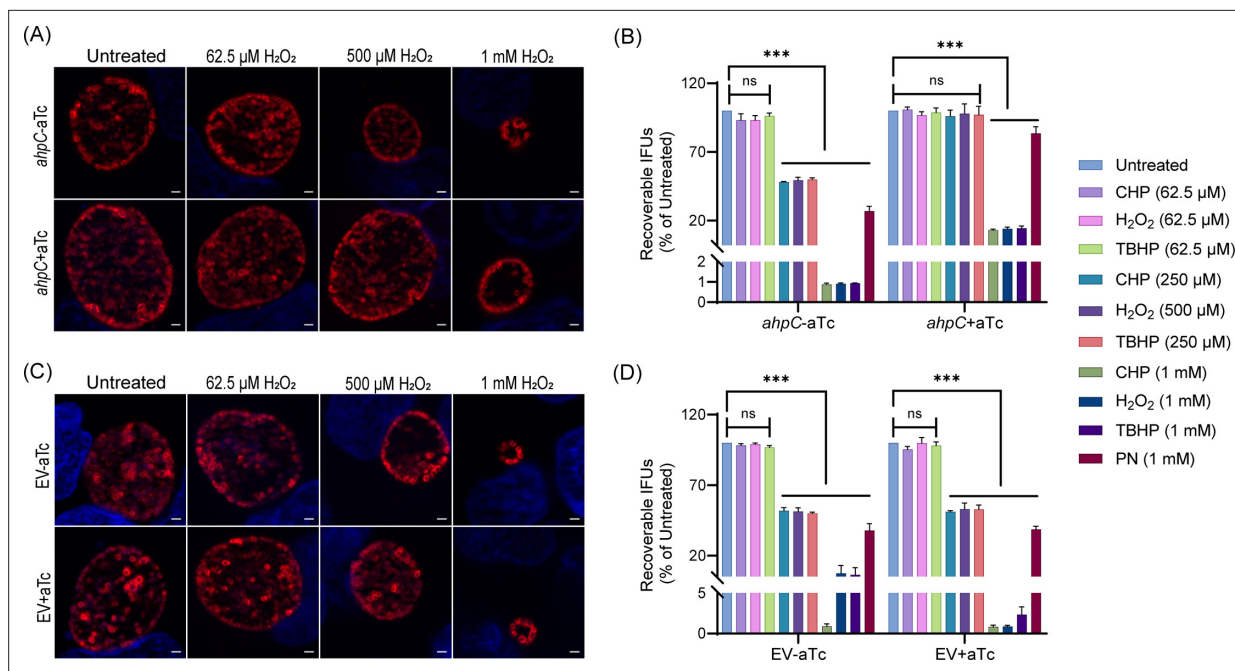 (A)
Untreated 62.5 µM H₂O₂ 500 µM H₂O₂ 1 mM H₂O₂
ahpC-aTc
ahpC+aTc
(B)
Recoverable IFUs
(% of Untreated)
120
70
20
2
1
0
*** ***
ns ns
ahpC-aTc ahpC+aTc
(C)
Untreated 62.5 µM H₂O₂ 500 µM H₂O₂ 1 mM H₂O₂
EV-aTc
EV+aTc
(D)
Recoverable IFUs
(% of Untreated)
120
70
20
5
0
*** ***
ns ns
EV-aTc EV+aTc
Untreated
CHP (62.5 µM)
H₂O₂ (62.5 µM)
TBHP (62.5 µM)
CHP (250 µM)
H₂O₂ (500 µM)
TBHP (250 µM)
CHP (1 mM)
H₂O₂ (1 mM)
TBHP (1 mM)
PN (1 mM)